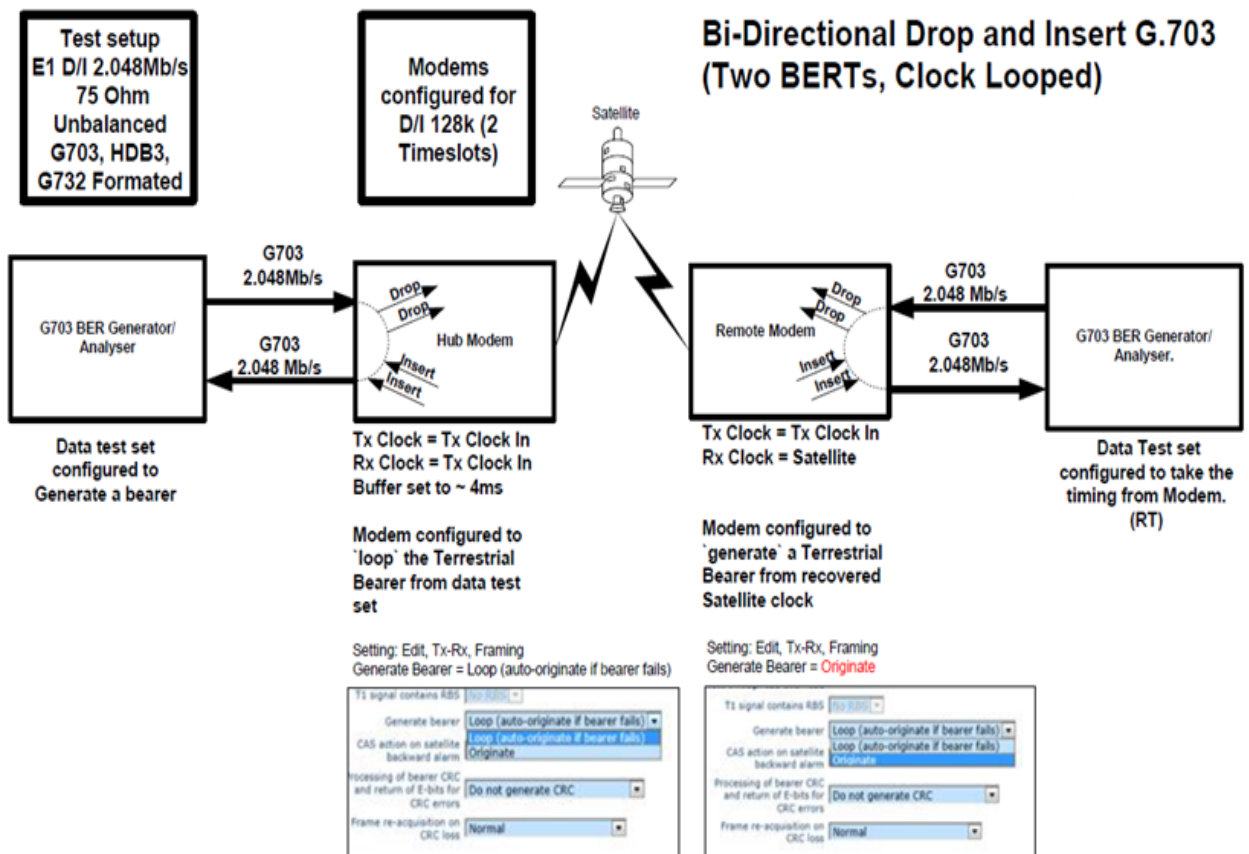 Test setup
E1 D/I 2.048Mb/s
75 Ohm
Unbalanced
G703, HDB3,
G732 Formated
Modems
configured for
D/I 128k (2
Timeslots)
Bi-Directional Drop and Insert G.703
(Two BERTs, Clock Looped)
Satellite
G703 BER Generator/
Analyser
G703
2.048Mb/s
G703
2.048 Mb/s
Drop
Drop
Hub Modem
Insert
Insert
Remote Modem
Drop
Drop
Insert
Insert
G703
2.048 Mb/s
G703
2.048Mb/s
G703 BER Generator/
Analyser.
Data test set
configured to
Generate a bearer
Tx Clock = Tx Clock In
Rx Clock = Tx Clock In
Buffer set to ~ 4ms
Modem configured to
`loop` the Terrestrial
Bearer from data test
set
Tx Clock = Tx Clock In
Rx Clock = Satellite
Modem configured to
`generate` a Terrestrial
Bearer from recovered
Satellite clock
Data Test set
configured to take the
timing from Modem.
(RT)
Setting: Edit, Tx-Rx, Framing
Generate Bearer = Loop (auto-originate if bearer fails)
T1 signal contains RBS No RBS
Generate bearer Loop (auto-originate if bearer fails)
Loop (auto-originate if bearer fails)
Originate
CAS action on satellite
backward alarm
rocessing of bearer CRC
and return of E-bits for
CRC errors
Do not generate CRC
Frame re-acquisition on
CRC loss
Normal
Setting: Edit, Tx-Rx, Framing
Generate Bearer = Originate
T1 signal contains RBS No RBS
Generate bearer Loop (auto-originate if bearer fails)
Loop (auto-originate if bearer fails)
Originate
CAS action on satellite
backward alarm
Processing of bearer CRC
and return of E-bits for
CRC errors
Do not generate CRC
Frame re-acquisition on
CRC loss
Normal